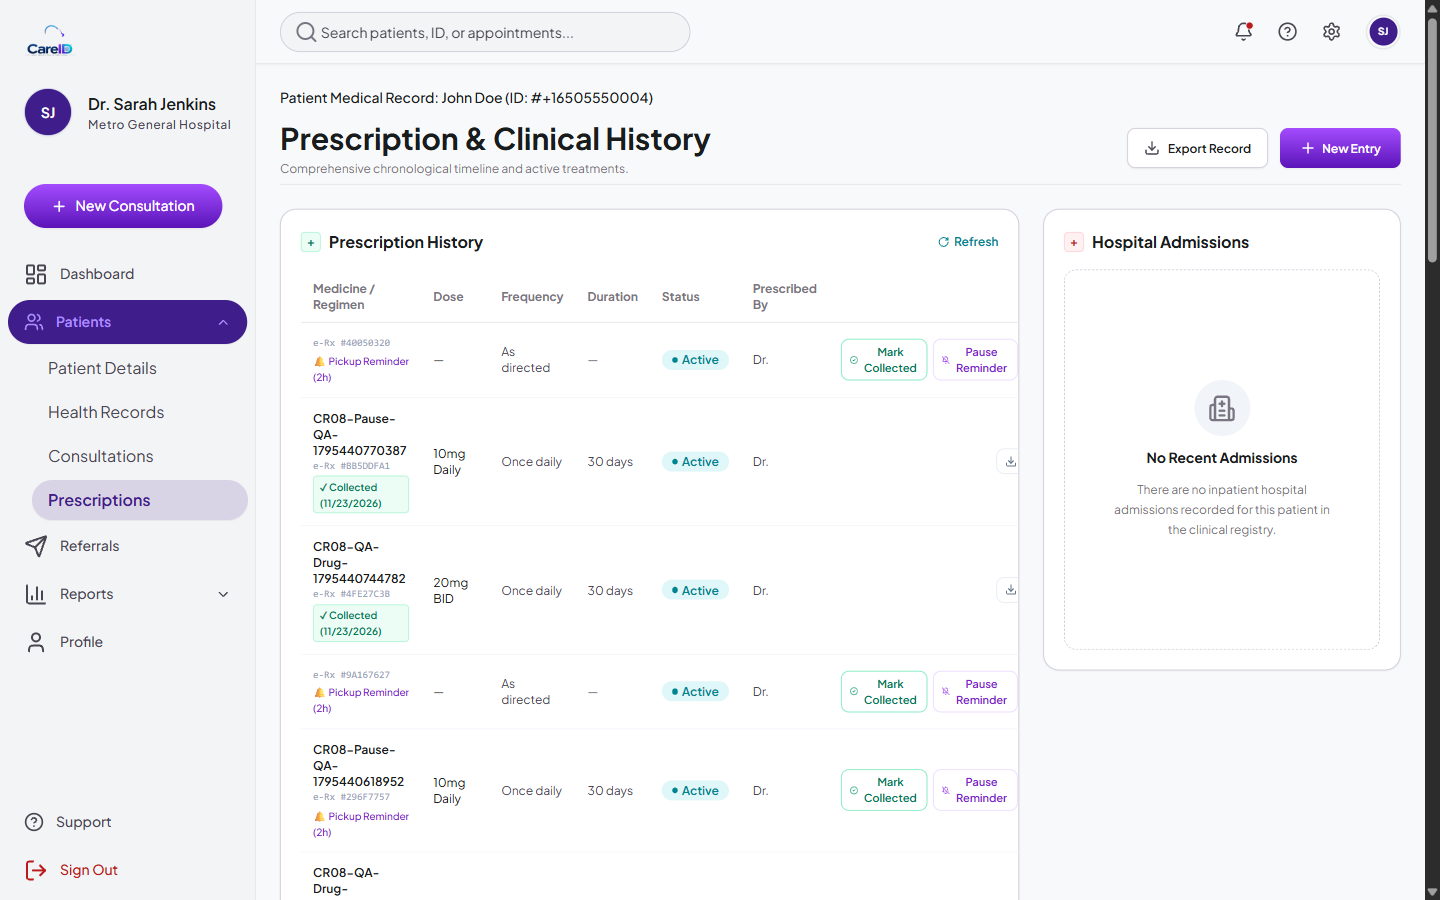 CareID
Search patients, ID, or appointments...
SJ
SJ
Dr. Sarah Jenkins
Metro General Hospital
+ New Consultation
Dashboard
Patients
Patient Details
Health Records
Consultations
Prescriptions
Referrals
Reports
Profile
Support
Sign Out
Patient Medical Record: John Doe (ID: #+16505550004)
Prescription & Clinical History
Comprehensive chronological timeline and active treatments.
Export Record
+ New Entry
+ Prescription History
Refresh
Medicine /
Regimen
Dose
Frequency
Duration
Status
Prescribed
By
e-Rx #40050320
Pickup Reminder
(2h)
—
As
directed
—
Active
Dr.
Mark
Collected
Pause
Reminder
CR08-Pause-
QA-
1795440770387
e-Rx #BB5DDFA1
✓ Collected
(11/23/2026)
10mg
Daily
Once daily
30 days
Active
Dr.
CR08-QA-
Drug-
1795440744782
e-Rx #4FE27C3B
✓ Collected
(11/23/2026)
20mg
BID
Once daily
30 days
Active
Dr.
e-Rx #9A167627
Pickup Reminder
(2h)
—
As
directed
—
Active
Dr.
Mark
Collected
Pause
Reminder
CR08-Pause-
QA-
1795440618952
e-Rx #296F7757
Pickup Reminder
(2h)
10mg
Daily
Once daily
30 days
Active
Dr.
Mark
Collected
Pause
Reminder
CR08-QA-
Drug-
+ Hospital Admissions
No Recent Admissions
There are no inpatient hospital
admissions recorded for this patient in
the clinical registry.